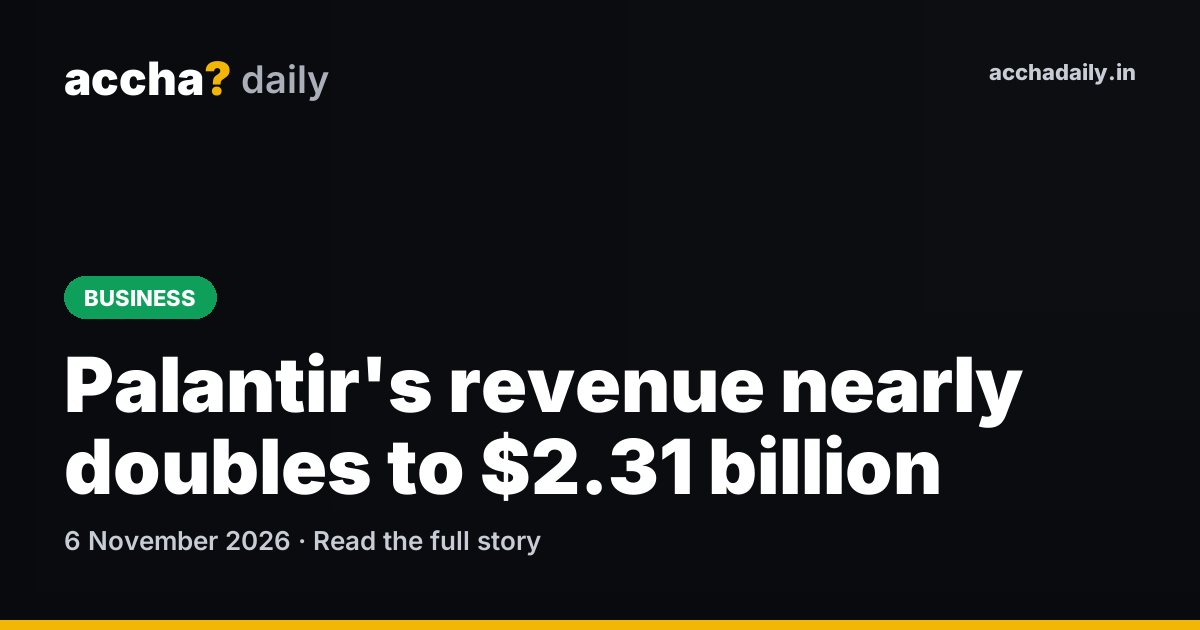 accha? daily
acchadaily.in
BUSINESS
Palantir's revenue nearly
doubles to $2.31 billion
6 November 2026 · Read the full story